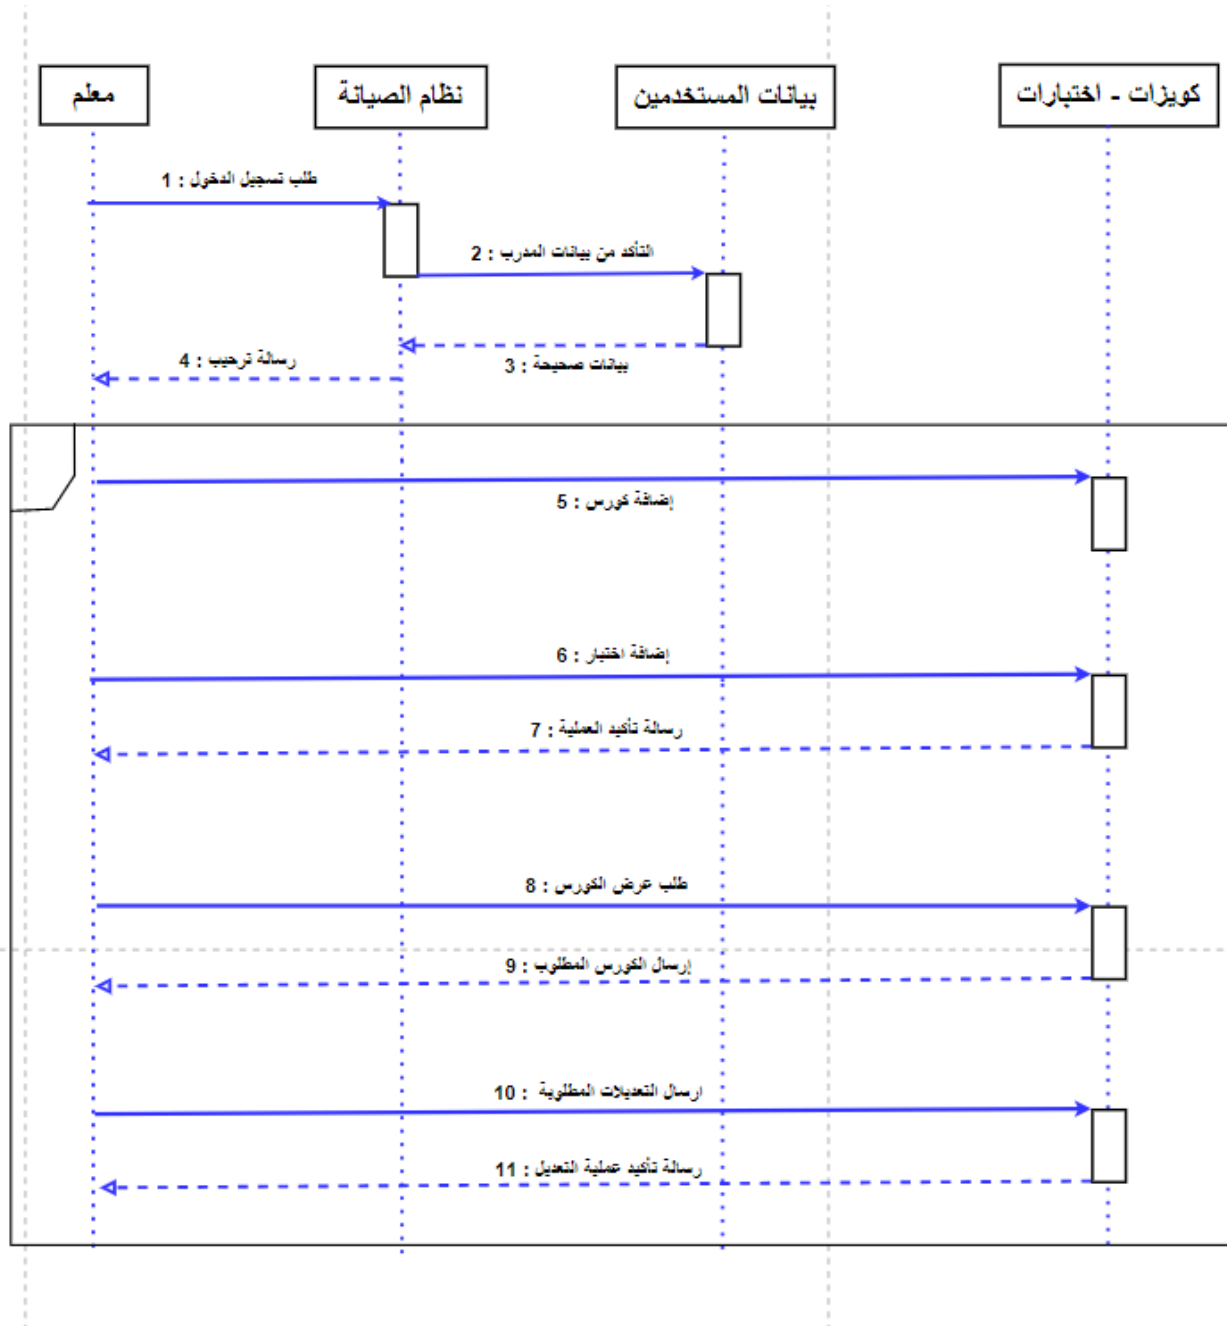 معلم
نظام الصيانة
بيانات المستخدمين
كويزات - اختبارات
1 : طلب تسجيل الدخول
2 : التأكد من بيانات المدرب
3 : بيانات صحيحة
4 : رسالة ترحيب
5 : إضافة كورس
6 : إضافة اختبار
7 : رسالة تأكيد العملية
8 : طلب عرض الكورس
9 : إرسال الكورس المطلوب
10 : ارسال التعديلات المطلوبة
11 : رسالة تأكيد عملية التعديل